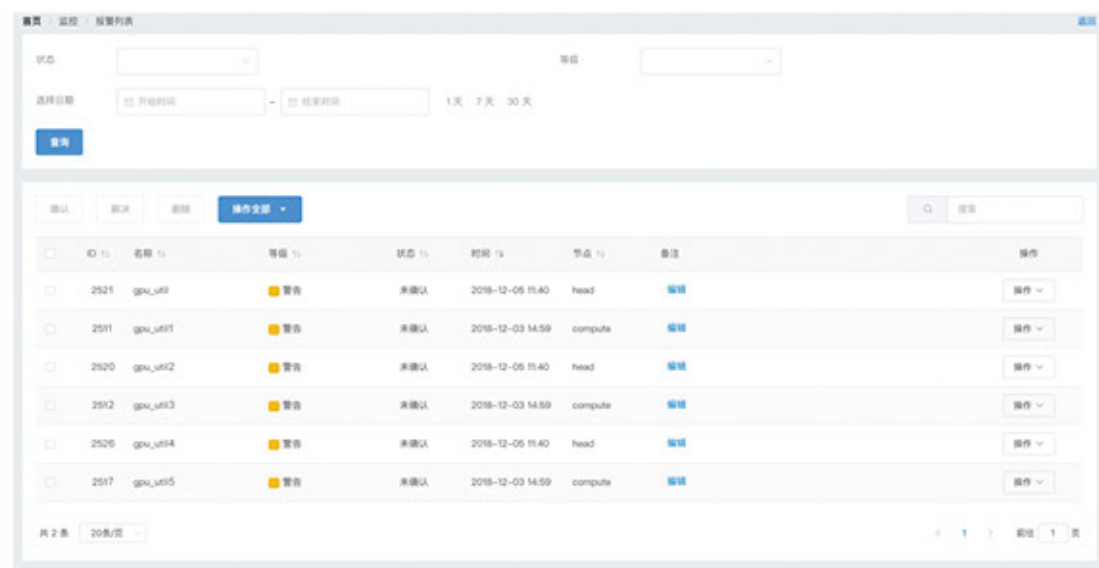 首页 > 监控 > 报警列表 返回
状态 等级
选择日期 开始时间 - 结束时间 1天 7天 30天
查询
确认 解决 删除 操作全部 搜索
ID 名称 等级 状态 时间 节点 备注 操作
2521 gpu_util 警告 未确认 2018-12-05 11:40 head 编辑 操作
2511 gpu_util1 警告 未确认 2018-12-03 14:59 compute 编辑 操作
2520 gpu_util2 警告 未确认 2018-12-05 11:40 head 编辑 操作
2512 gpu_util3 警告 未确认 2018-12-03 14:59 compute 编辑 操作
2526 gpu_util4 警告 未确认 2018-12-05 11:40 head 编辑 操作
2517 gpu_util5 警告 未确认 2018-12-03 14:59 compute 编辑 操作
共 2 条 20条/页 < 1 > 前往 1 页